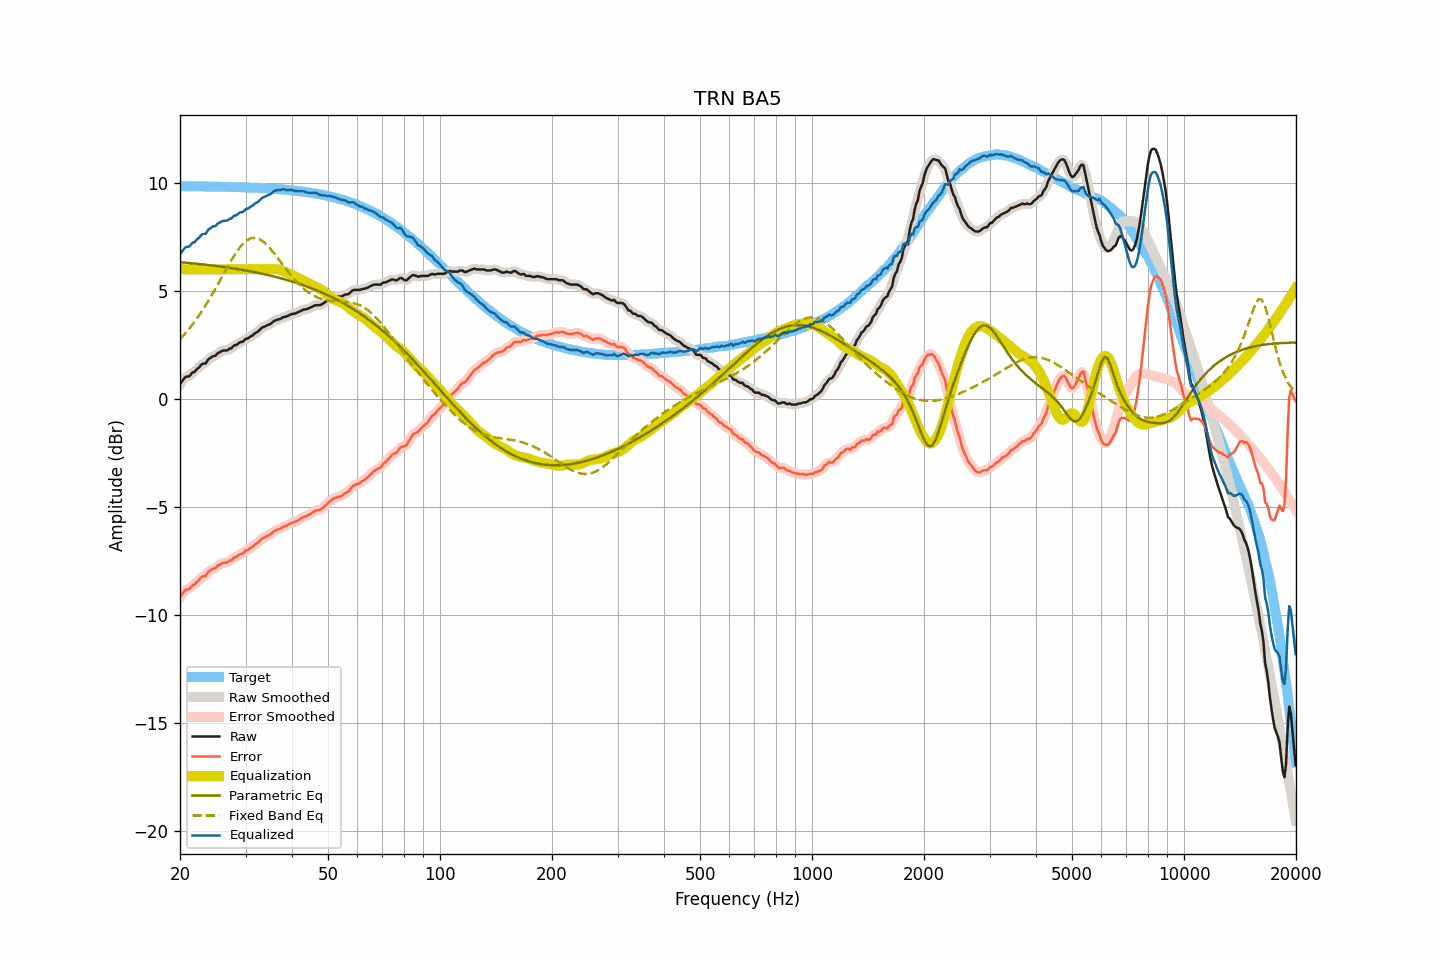 TRN BA5
10
5
0
−5
−10
−15
−20
Amplitude (dBr)
Target
Raw Smoothed
Error Smoothed
Raw
Error
Equalization
Parametric Eq
Fixed Band Eq
Equalized
20 50 100 200 500 1000 2000 5000 10000 20000
Frequency (Hz)